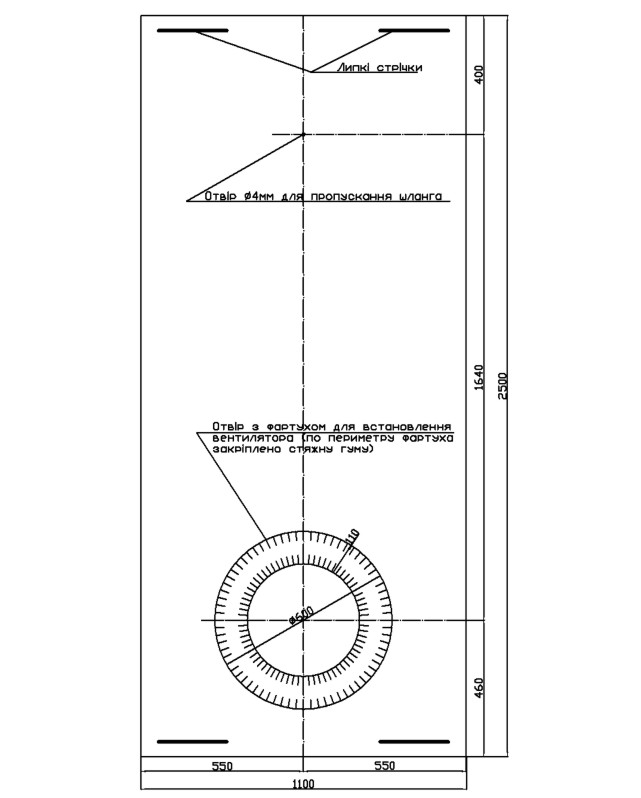 Липкі стрічки
400
Отвір Ø4мм для пропускання шланга
1640
2500
Отвір з фартухом для встановлення
вентилятора (по периметру фартуха
закріплено стяжну гуму)
110
Ø600
460
550
550
1100